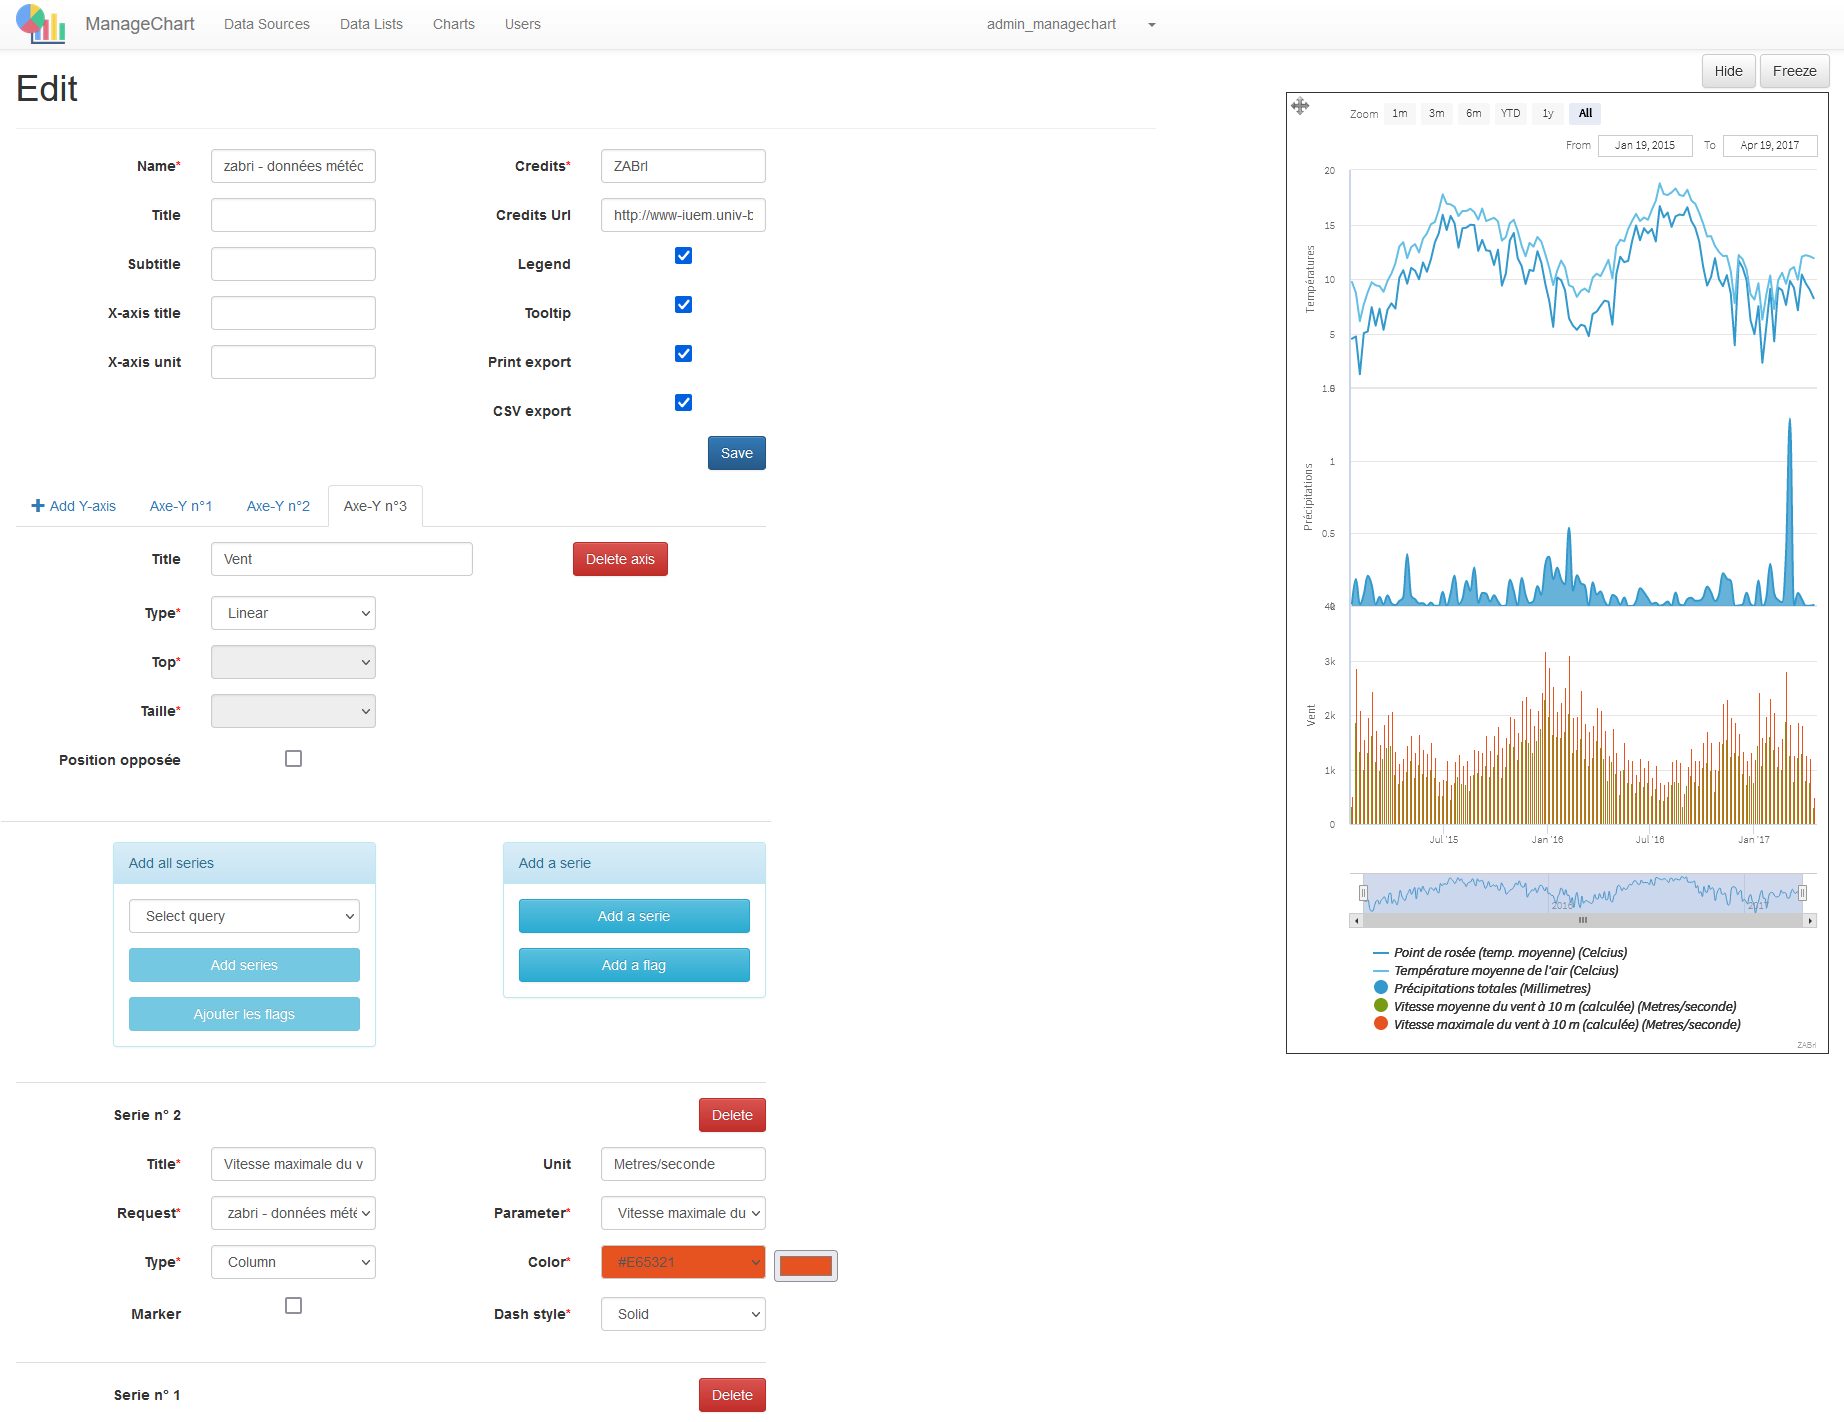 ManageChart Data Sources Data Lists Charts Users admin_managechart
Hide Freeze
Edit
Name* zabri - données météc Credits* ZABrI
Title Credits Url http://www-iuem.univ-b
Subtitle Legend
X-axis title Tooltip
X-axis unit Print export
CSV export
Save
Add Y-axis Axe-Y n°1 Axe-Y n°2 Axe-Y n°3
Title Vent Delete axis
Type* Linear
Top*
Taille*
Position opposée
Add all series Add a serie
Select query Add a serie
Add series Add a flag
Ajouter les flags
Serie n° 2 Delete
Title* Vitesse maximale du v Unit Metres/seconde
Request* zabri - données mété Parameter* Vitesse maximale du
Type* Column Color* #E65321
Marker Dash style* Solid
Serie n° 1 Delete
Zoom 1m 3m 6m YTD 1y All
From Jan 19, 2015 To Apr 19, 2017
Températures
20
15
10
5
Précipitations
1
0.5
Vent
3k
2k
1k
0
Jul '15 Jan '16 Jul '16 Jan '17
2016 2017
Point de rosée (temp. moyenne) (Celcius)
Température moyenne de l'air (Celcius)
Précipitations totales (Millimetres)
Vitesse moyenne du vent à 10 m (calculée) (Metres/seconde)
Vitesse maximale du vent à 10 m (calculée) (Metres/seconde)
ZABrI